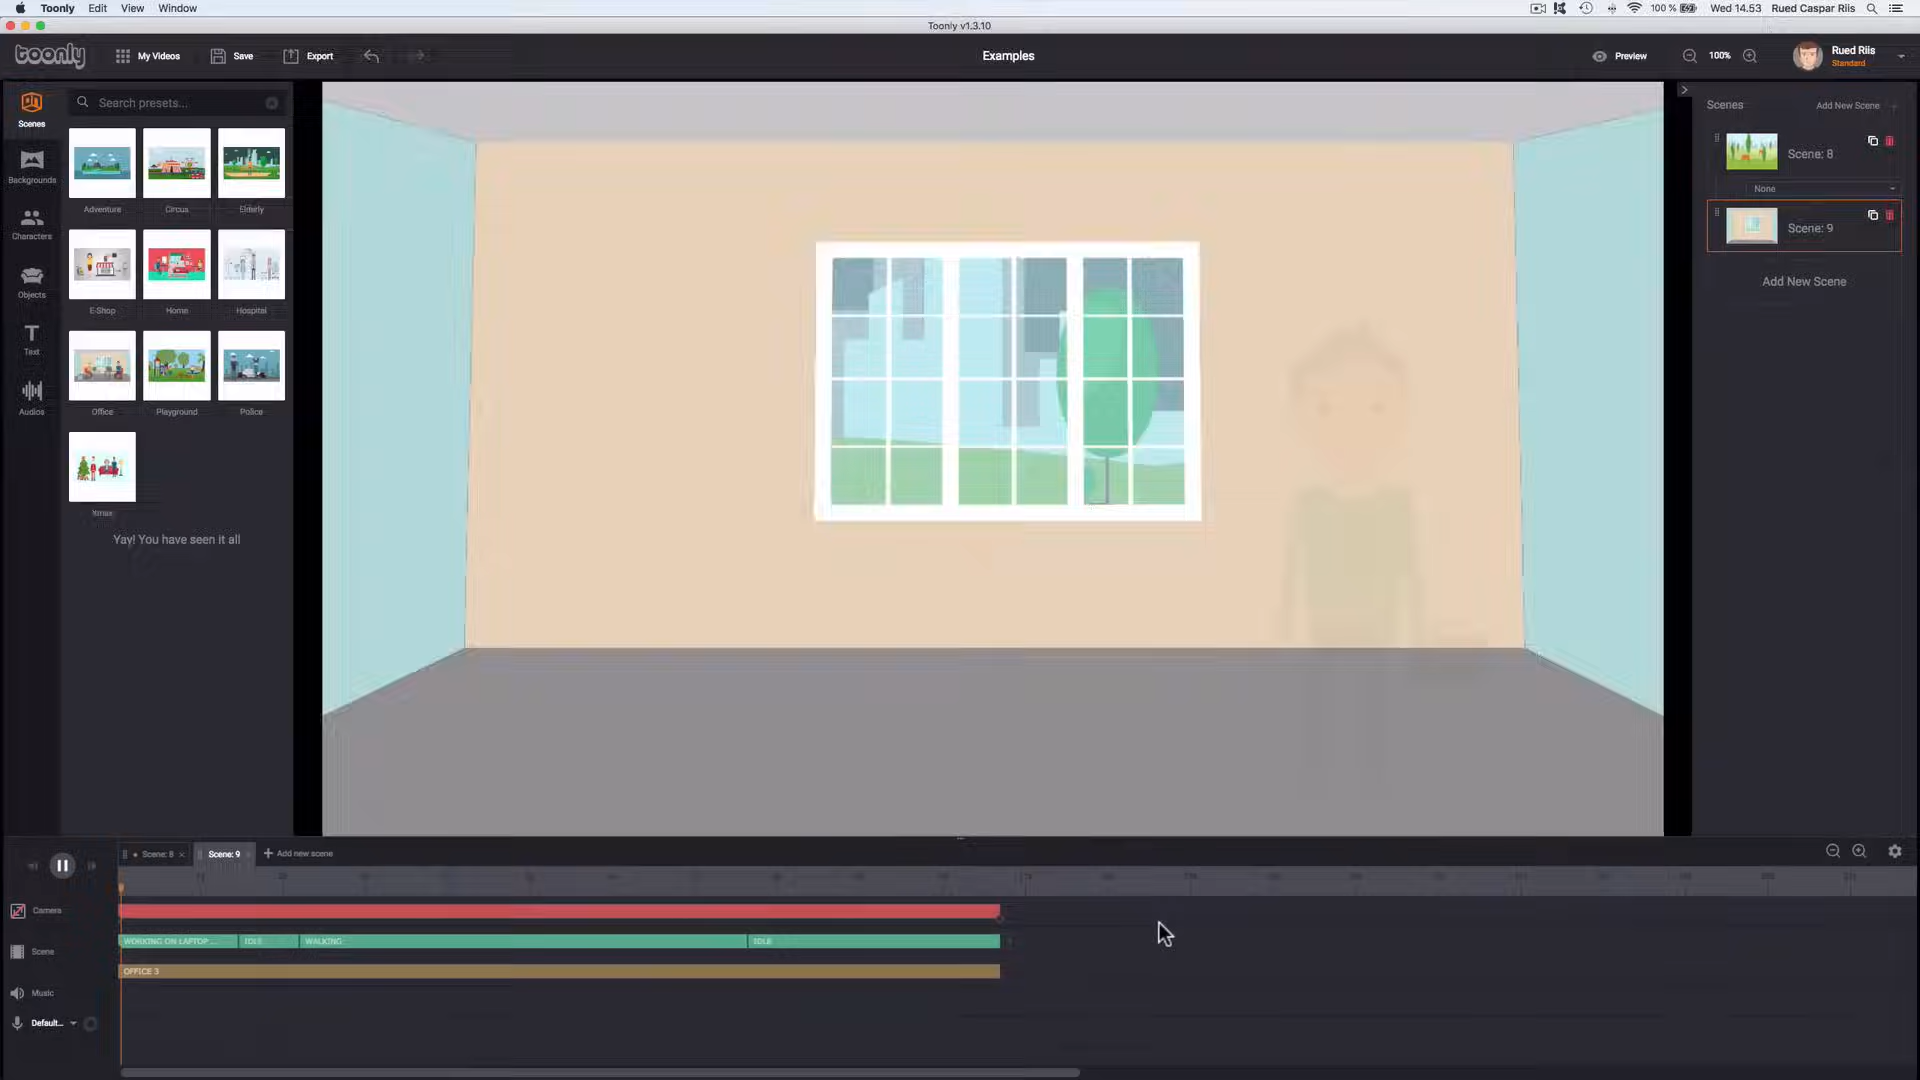 Toonly Edit View Window 100 % Wed 14.53 Rued Caspar Riis
Toonly v1.3.10
toonly My Videos Save Export Examples Preview 100% Rued Riis
Standard
Scenes
Backgrounds
Characters
Objects
Text
Audios
Search presets...
Adventure Circus Elderly
E-Shop Home Hospital
Office Playground Police
Xmas
Yay! You have seen it all
Scenes Add New Scene
Scene: 8
None
Scene: 9
Add New Scene
Scene: 8 Scene: 9 Add new scene
Camera
Scene WORKING ON LAPTOP ... IDLE WALKING IDLE
OFFICE 3
Music
Default...